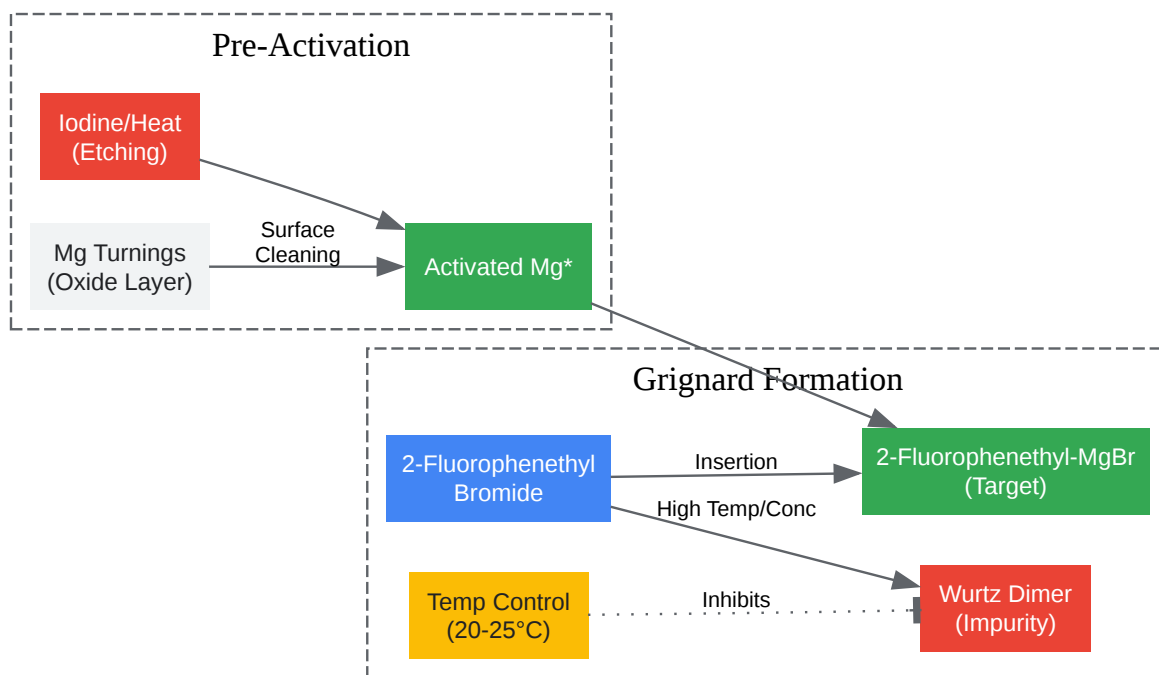 Pre-Activation
Iodine/Heat
(Etching)
Mg Turnings
(Oxide Layer)
Surface
Cleaning
Activated Mg*
Grignard Formation
2-Fluorophenethyl
Bromide
Insertion
2-Fluorophenethyl-MgBr
(Target)
High Temp/Conc
Temp Control
(20-25°C)
Inhibits
Wurtz Dimer
(Impurity)